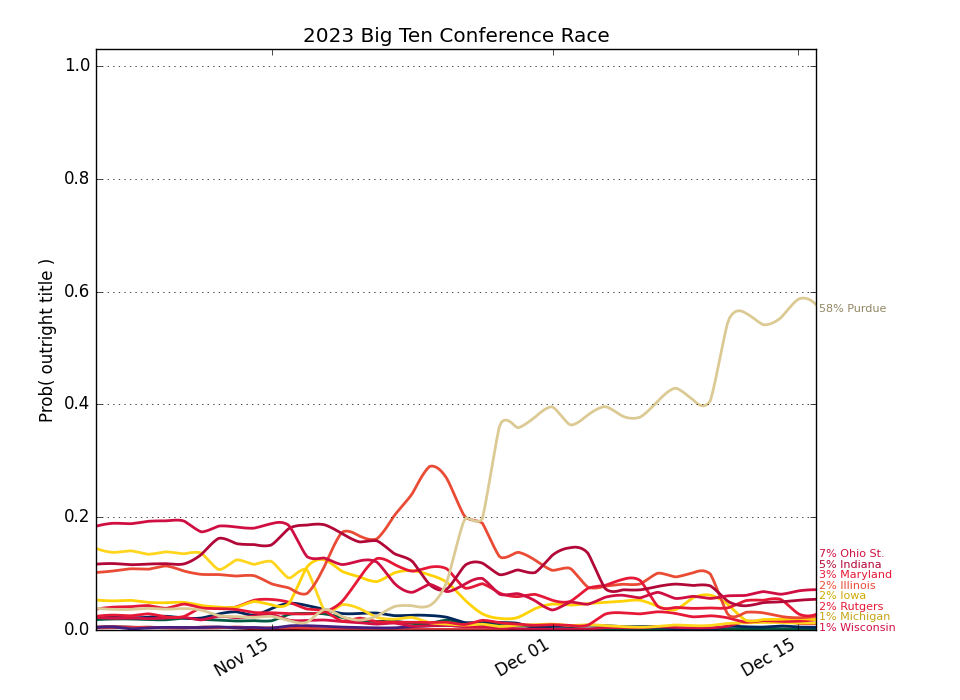 2023 Big Ten Conference Race
Prob( outright title )
1.0
0.8
0.6
0.4
0.2
0.0
Nov 15
Dec 01
Dec 15
58% Purdue
7% Ohio St.
5% Indiana
3% Maryland
2% Illinois
2% Iowa
2% Rutgers
1% Michigan
1% Wisconsin